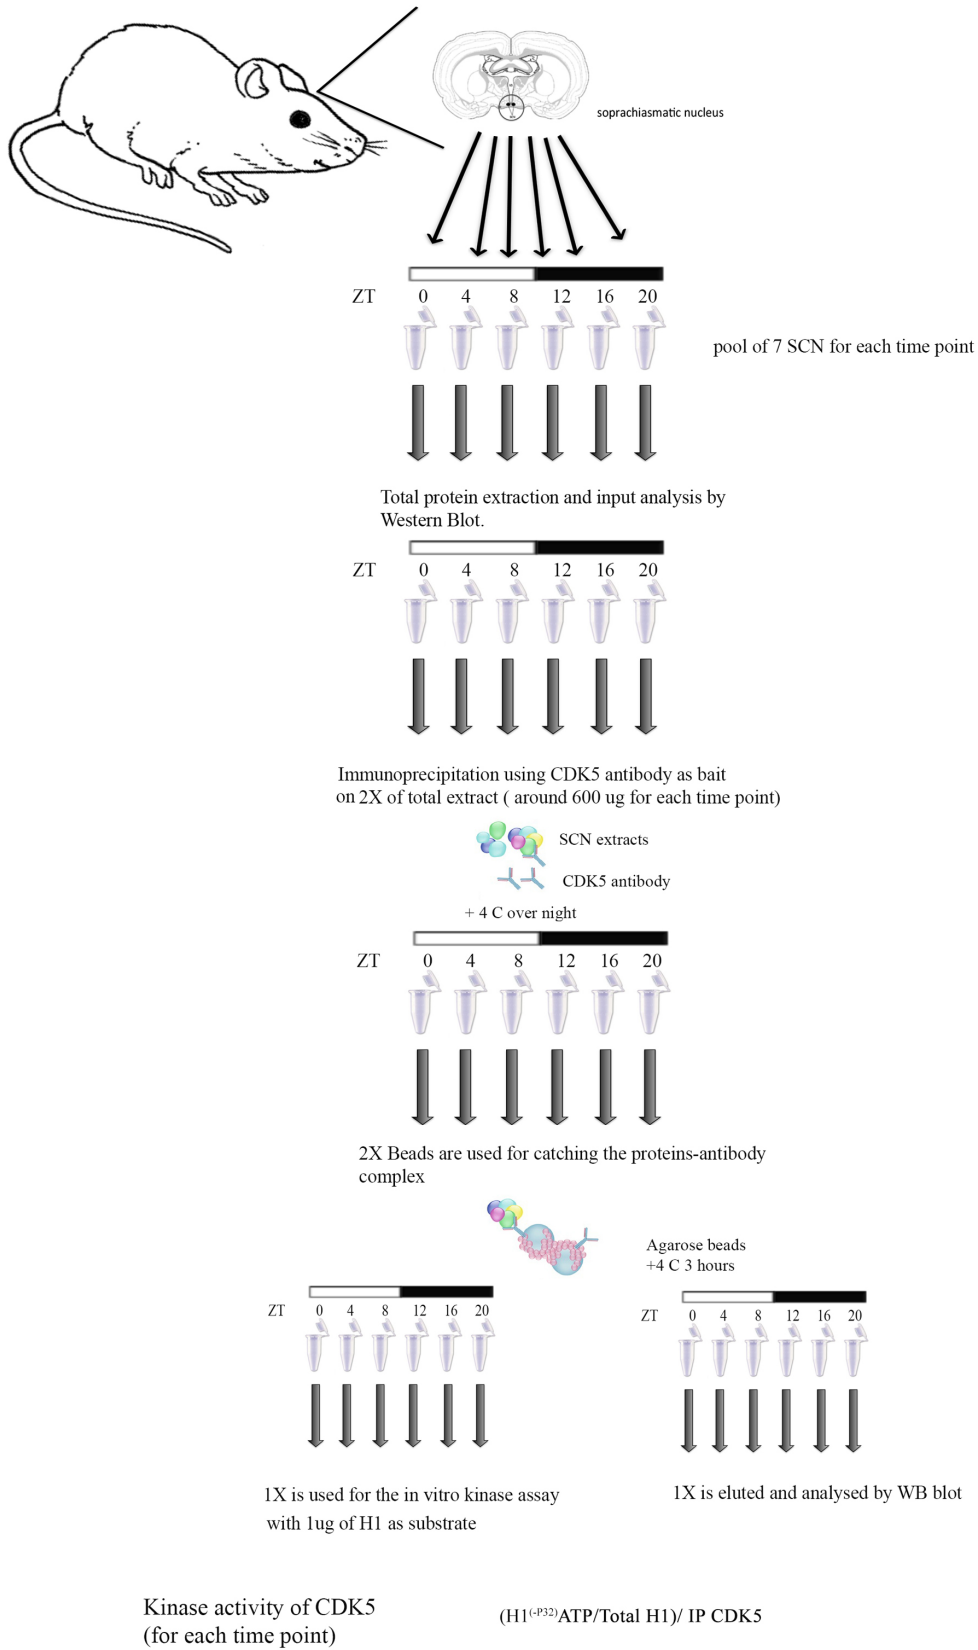 soprachiasmatic nucleus
ZT 0 4 8 12 16 20
pool of 7 SCN for each time point
Total protein extraction and input analysis by
Western Blot.
ZT 0 4 8 12 16 20
Immunoprecipitation using CDK5 antibody as bait
on 2X of total extract ( around 600 ug for each time point)
SCN extracts
CDK5 antibody
+ 4 C over night
ZT 0 4 8 12 16 20
2X Beads are used for catching the proteins-antibody
complex
Agarose beads
+4 C 3 hours
ZT 0 4 8 12 16 20
ZT 0 4 8 12 16 20
1X is used for the in vitro kinase assay
with 1ug of H1 as substrate
1X is eluted and analysed by WB blot
Kinase activity of CDK5
(for each time point)
(H1(-P32)ATP/Total H1)/ IP CDK5